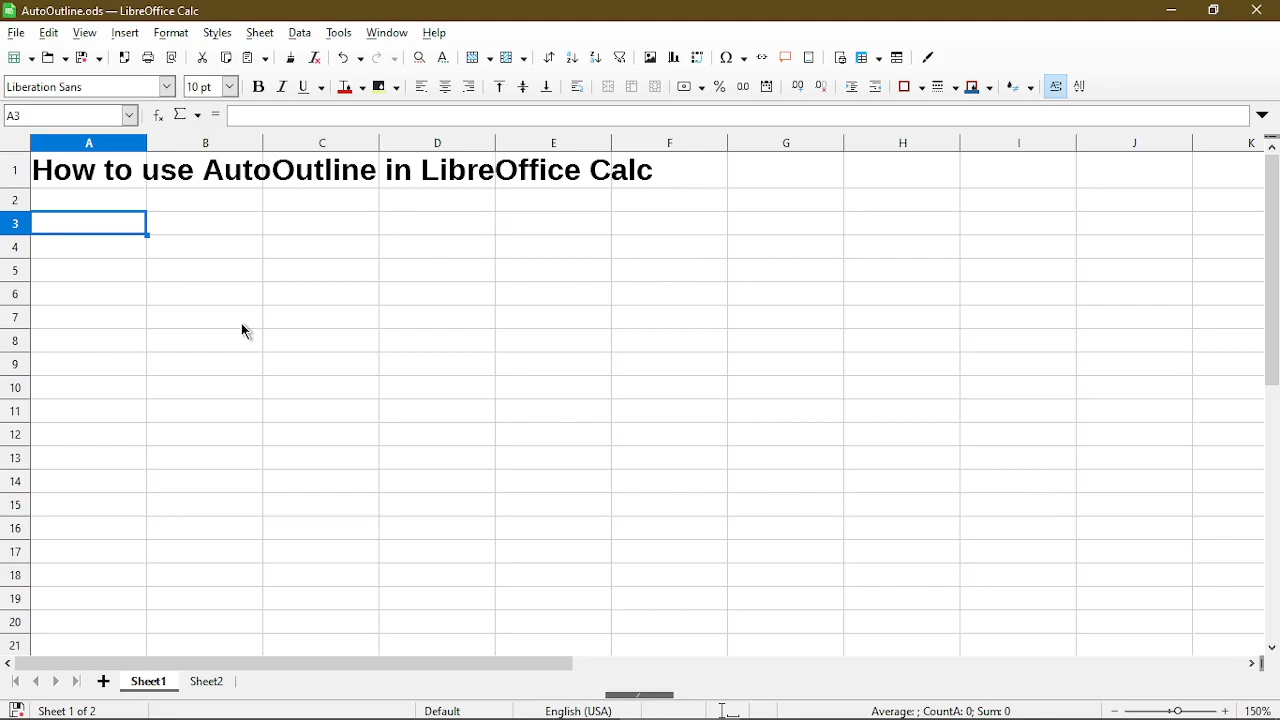 AutoOutline.ods — LibreOffice Calc
File Edit View Insert Format Styles Sheet Data Tools Window Help
Liberation Sans 10 pt
A3
A B C D E F G H I J K
1 How to use AutoOutline in LibreOffice Calc
2
3
4
5
6
7
8
9
10
11
12
13
14
15
16
17
18
19
20
21
Sheet1 Sheet2
Sheet 1 of 2 Default English (USA) Average: ; CountA: 0; Sum: 0 150%